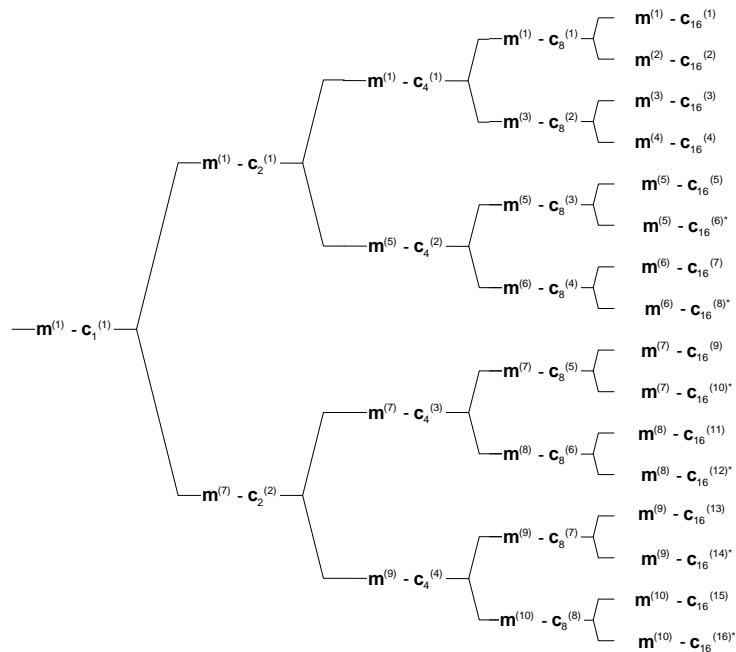 m(1) - c1(1)
m(1) - c2(1)
m(7) - c2(2)
m(1) - c4(1)
m(5) - c4(2)
m(7) - c4(3)
m(9) - c4(4)
m(1) - c8(1)
m(3) - c8(2)
m(5) - c8(3)
m(6) - c8(4)
m(7) - c8(5)
m(8) - c8(6)
m(9) - c8(7)
m(10) - c8(8)
m(1) - c16(1)
m(2) - c16(2)
m(3) - c16(3)
m(4) - c16(4)
m(5) - c16(5)
m(5) - c16(6)*
m(6) - c16(7)
m(6) - c16(8)*
m(7) - c16(9)
m(7) - c16(10)*
m(8) - c16(11)
m(8) - c16(12)*
m(9) - c16(13)
m(9) - c16(14)*
m(10) - c16(15)
m(10) - c16(16)*